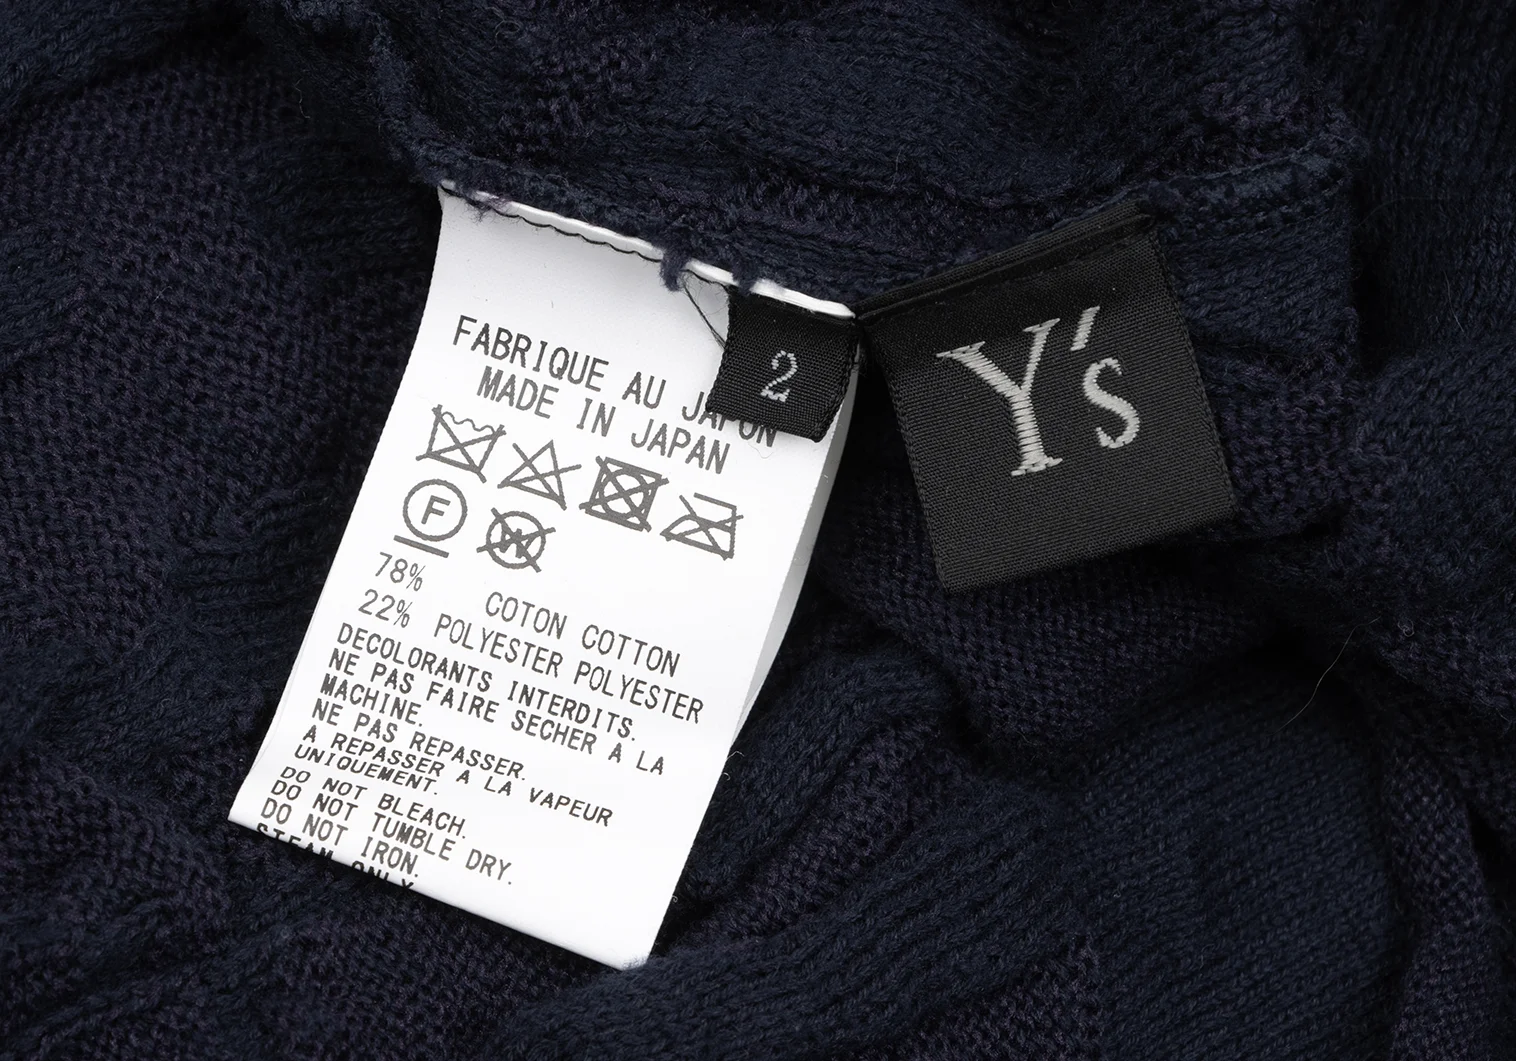 FABRIQUE AU JAPON
MADE IN JAPAN
2
Y's
F
W
78% COTON COTTON
22% POLYESTER POLYESTER
DECOLORANTS INTERDITS.
NE PAS FAIRE SECHER A LA
MACHINE.
NE PAS REPASSER.
A REPASSER A LA VAPEUR
UNIQUEMENT.
DO NOT BLEACH.
DO NOT TUMBLE DRY.
DO NOT IRON.
STEAM ONLY